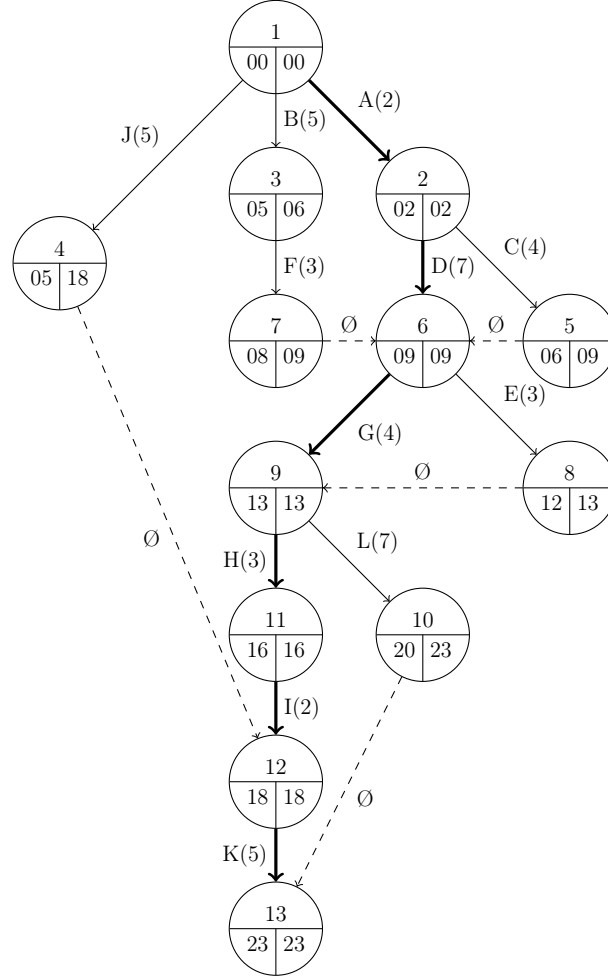 1
00 00
A(2)
B(5)
J(5)
3
05 06
2
02 02
4
05 18
F(3)
D(7)
C(4)
7
08 09
Ø
6
09 09
Ø
5
06 09
E(3)
G(4)
9
13 13
Ø
8
12 13
Ø
H(3)
L(7)
11
16 16
10
20 23
I(2)
12
18 18
Ø
K(5)
13
23 23